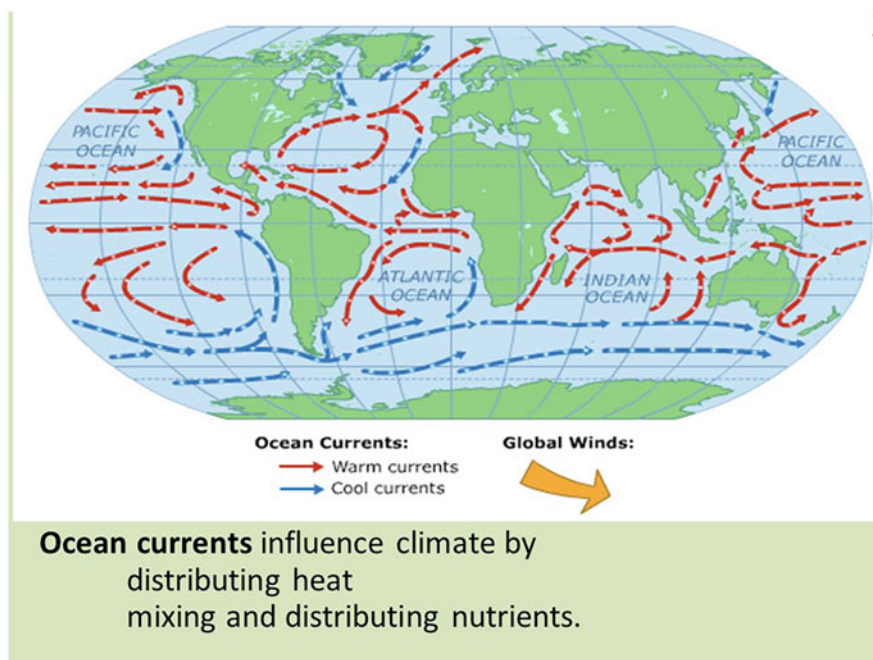 PACIFIC
OCEAN
PACIFIC
OCEAN
ATLANTIC
OCEAN
INDIAN
OCEAN
Ocean Currents:
Warm currents
Cool currents
Global Winds:
Ocean currents influence climate by
distributing heat
mixing and distributing nutrients.